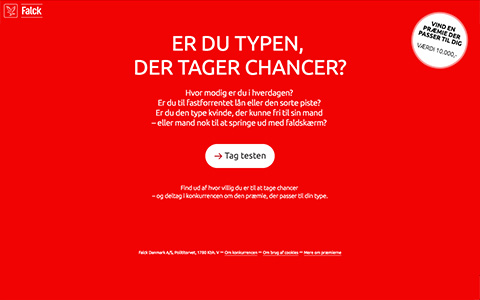 Falck
VIND EN
PRÆMIE DER
PASSER TIL DIG
VÆRDI 10.000,-
ER DU TYPEN,
DER TAGER CHANCER?
Hvor modig er du i hverdagen?
Er du til fastforrentet lån eller den sorte piste?
Er du den type kvinde, der kunne fri til sin mand
– eller mand nok til at springe ud med faldskærm?
→ Tag testen
Find ud af hvor villig du er til at tage chancer
– og deltag i konkurrencen om den præmie, der passer til din type.
Falck Danmark A/S, Polititorvet, 1780 Kbh. V — Om konkurrencen — Om brug af cookies — Mere om præmierne